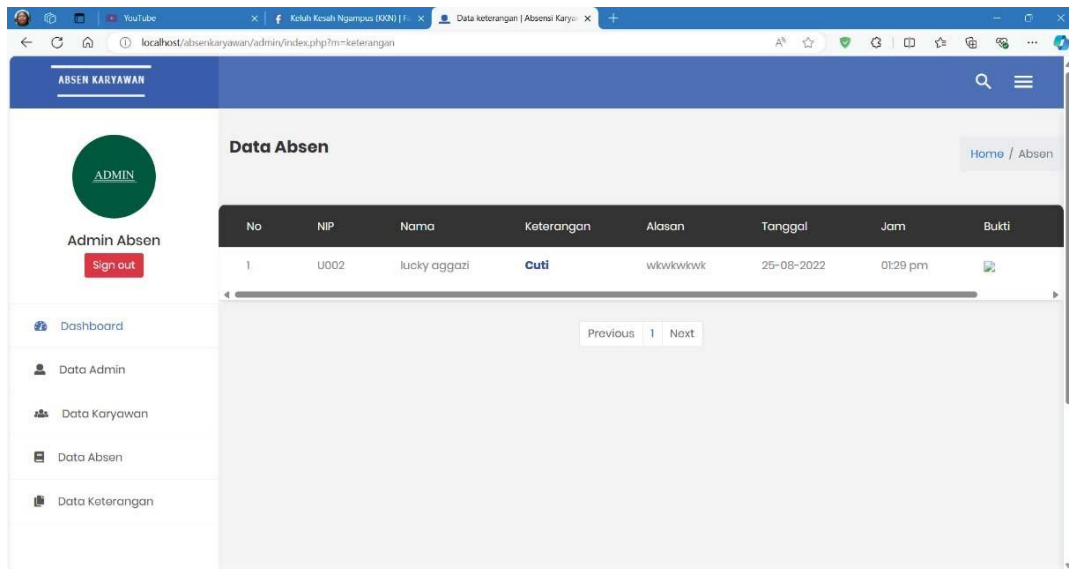 YouTube
Keluh Kesah Ngampus (KKN) | F
Data keterangan | Absensi Karya
localhost/absenkaryawan/admin/index.php?m=keterangan
ABSEN KARYAWAN
ADMIN
Admin Absen
Sign out
Dashboard
Data Admin
Data Karyawan
Data Absen
Data Keterangan
Data Absen
Home / Absen
No NIP Nama Keterangan Alasan Tanggal Jam Bukti
1 U002 lucky aggazi Cuti wkwkwkwk 25-08-2022 01:29 pm
Previous 1 Next